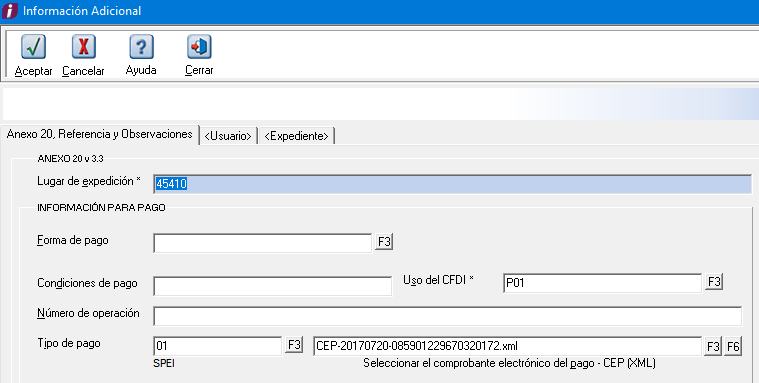 Información Adicional
Aceptar Cancelar Ayuda Cerrar
Anexo 20, Referencia y Observaciones <Usuario> <Expediente>
ANEXO 20 v 3.3
Lugar de expedición * 45410
INFORMACIÓN PARA PAGO
Forma de pago F3
Condiciones de pago Uso del CFDI * P01 F3
Número de operación
Tipo de pago 01 F3 CEP-20170720-085901229670320172.xml F3 F6
SPEI Seleccionar el comprobante electrónico del pago - CEP (XML)